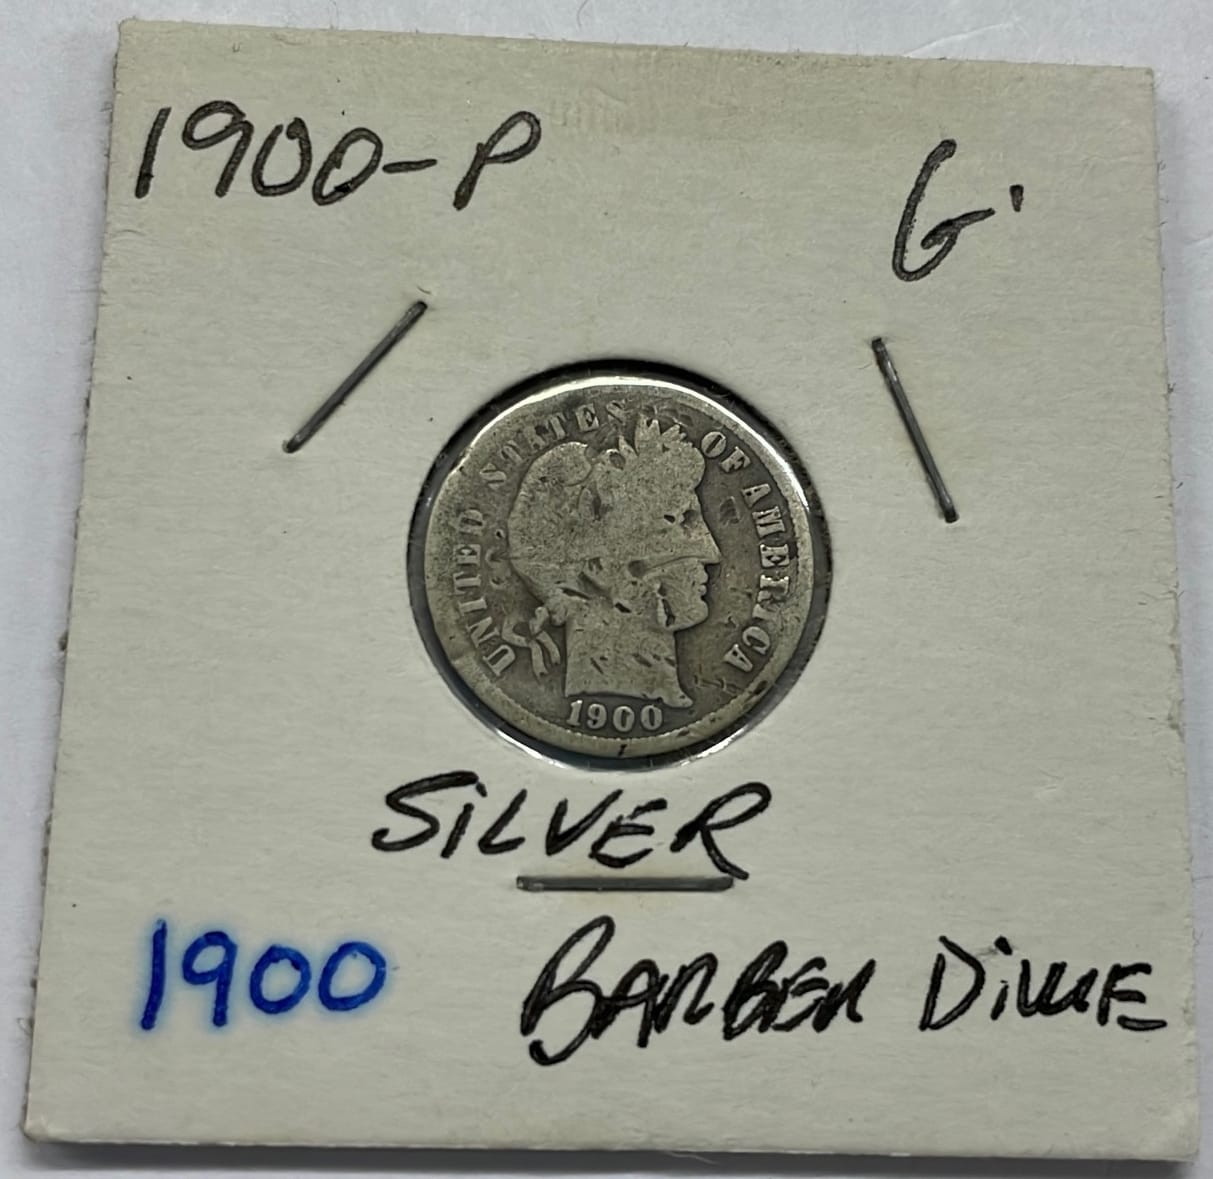 1900-P
G.
UNITED STATES OF AMERICA
1900
SiLVER
1900
BARBER DiME